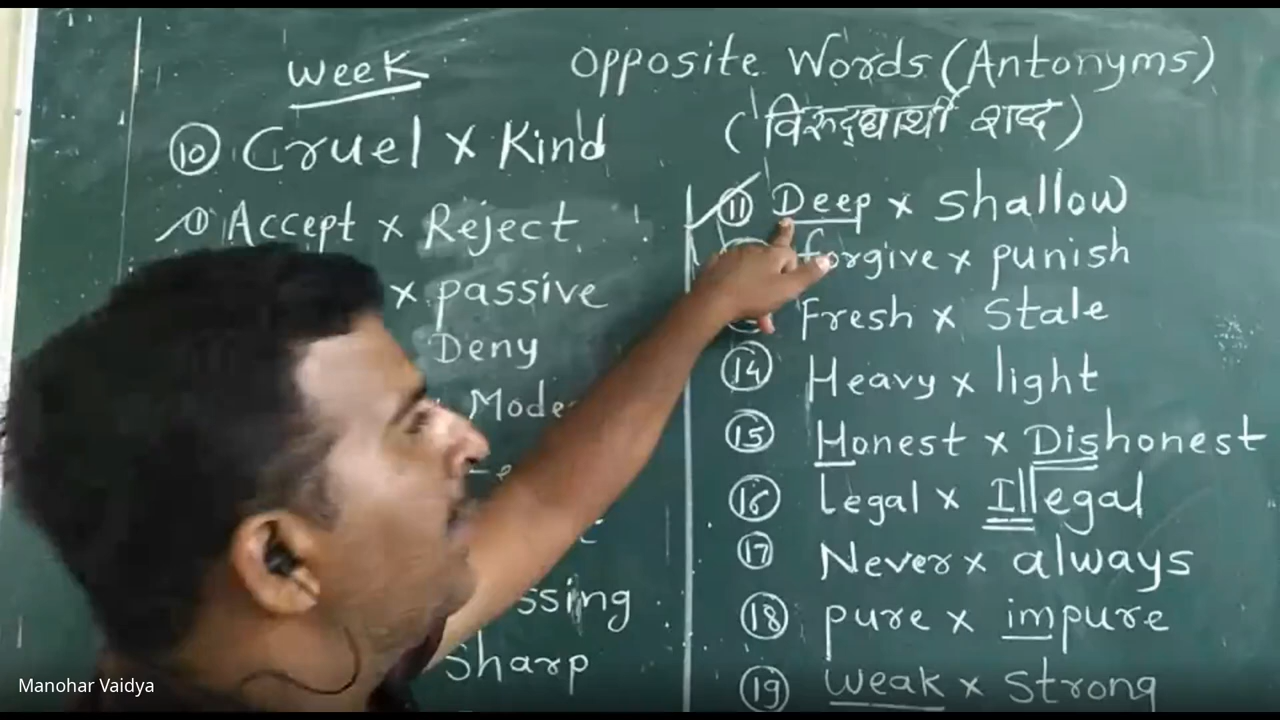 Week
Opposite Words (Antonyms)
(विरूद्धार्थी शब्द)
10 Cruel x Kind
1 Accept x Reject
x passive
Deny
ssing
Sharp
11 Deep x shallow
forgive x punish
Fresh x Stale
14 Heavy x light
15 Honest x Dishonest
16 legal x Illegal
17 Never x always
18 pure x impure
19 weak x Strong
Manohar Vaidya